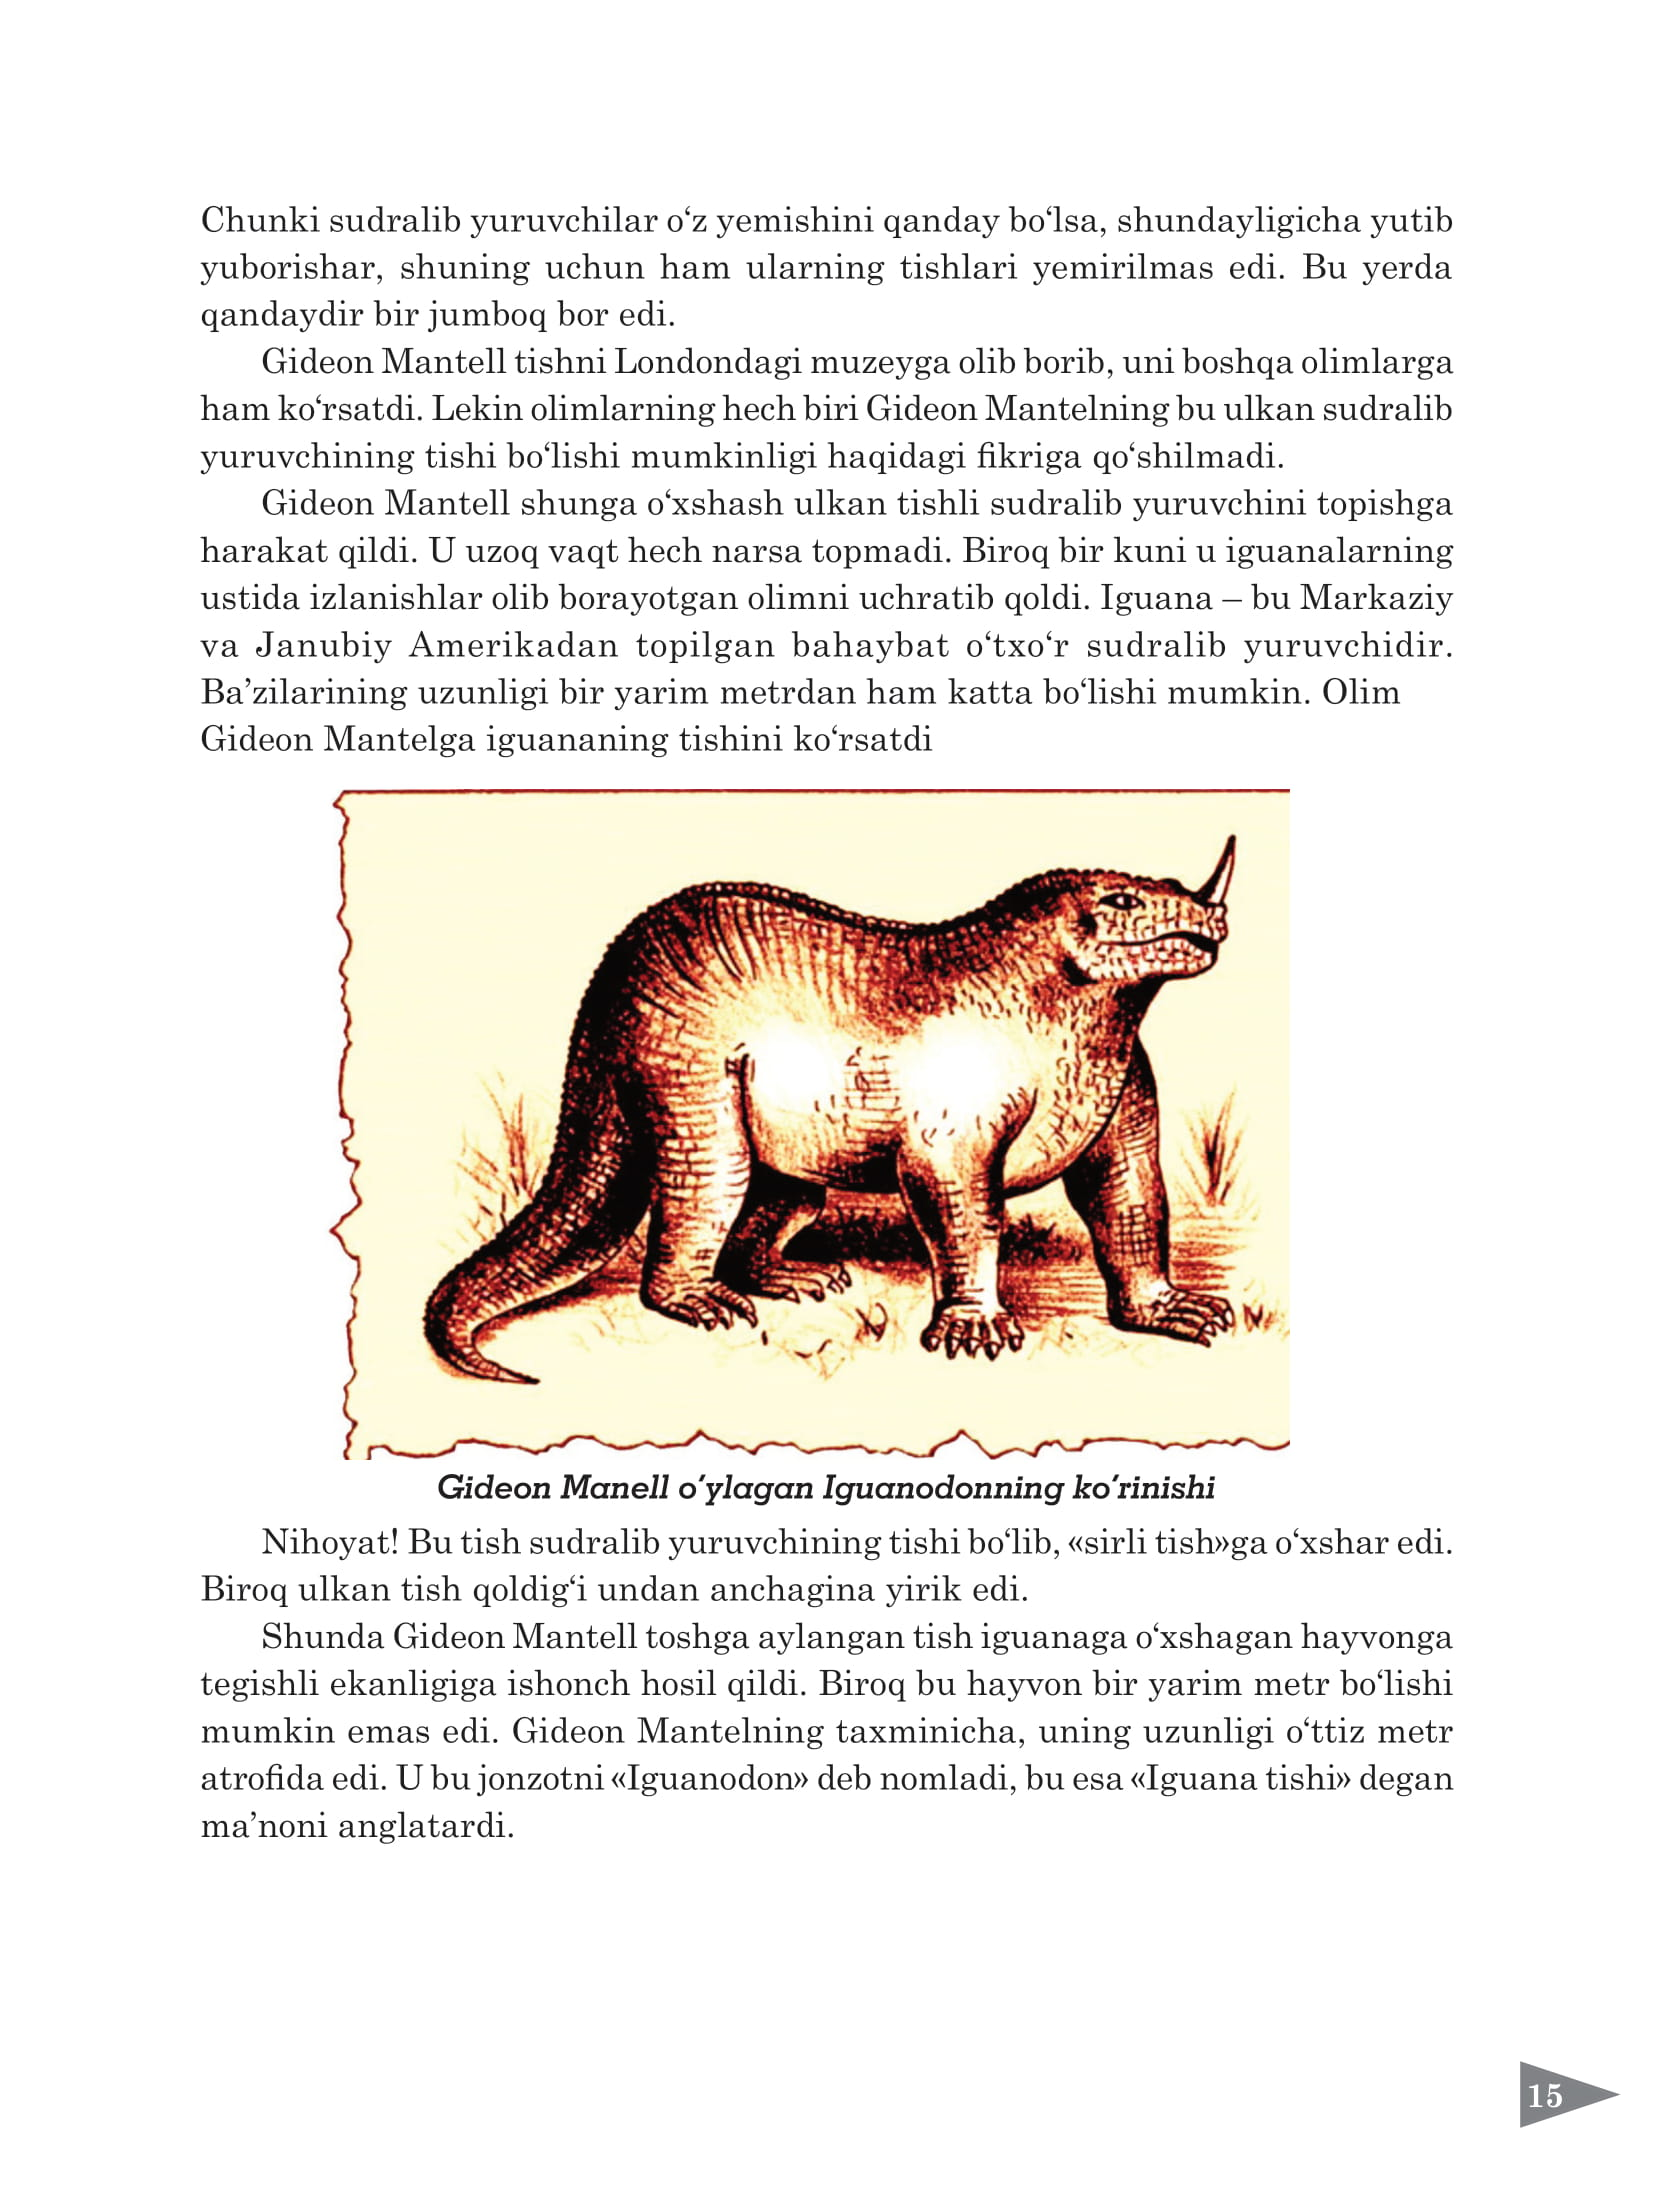 Chunki sudralib yuruvchilar o‘z yemishini qanday bo‘lsa, shundayligicha yutib
yuborishar, shuning uchun ham ularning tishlari yemirilmas edi. Bu yerda
qandaydir bir jumboq bor edi.
Gideon Mantell tishni Londondagi muzeyga olib borib, uni boshqa olimlarga
ham ko‘rsatdi. Lekin olimlarning hech biri Gideon Mantelning bu ulkan sudralib
yuruvchining tishi bo‘lishi mumkinligi haqidagi fikriga qo‘shilmadi.
Gideon Mantell shunga o‘xshash ulkan tishli sudralib yuruvchini topishga
harakat qildi. U uzoq vaqt hech narsa topmadi. Biroq bir kuni u iguanalarning
ustida izlanishlar olib borayotgan olimni uchratib qoldi. Iguana – bu Markaziy
va Janubiy Amerikadan topilgan bahaybat o‘txo‘r sudralib yuruvchidir.
Ba’zilarining uzunligi bir yarim metrdan ham katta bo‘lishi mumkin. Olim
Gideon Mantelga iguananing tishini ko‘rsatdi
Gideon Manell o’ylagan Iguanodonning ko’rinishi
Nihoyat! Bu tish sudralib yuruvchining tishi bo‘lib, «sirli tish»ga o‘xshar edi.
Biroq ulkan tish qoldig‘i undan anchagina yirik edi.
Shunda Gideon Mantell toshga aylangan tish iguanaga o‘xshagan hayvonga
tegishli ekanligiga ishonch hosil qildi. Biroq bu hayvon bir yarim metr bo‘lishi
mumkin emas edi. Gideon Mantelning taxminicha, uning uzunligi o‘ttiz metr
atrofida edi. U bu jonzotni «Iguanodon» deb nomladi, bu esa «Iguana tishi» degan
ma’noni anglatardi.
15